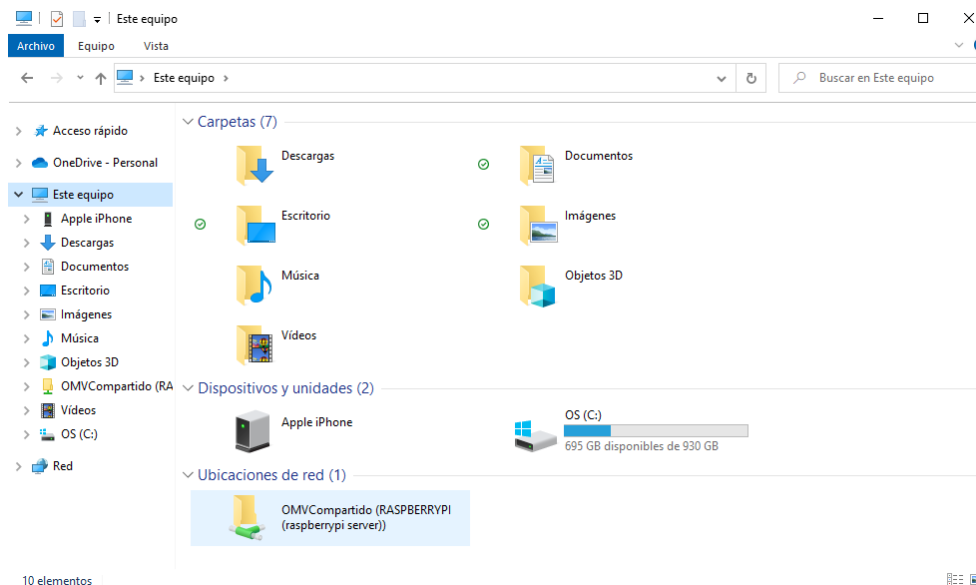 Este equipo
Archivo Equipo Vista
Este equipo
Buscar en Este equipo
Acceso rápido
OneDrive - Personal
Este equipo
Apple iPhone
Descargas
Documentos
Escritorio
Imágenes
Música
Objetos 3D
OMVCompartido (RA
Vídeos
OS (C:)
Red
Carpetas (7)
Descargas
Documentos
Escritorio
Imágenes
Música
Objetos 3D
Vídeos
Dispositivos y unidades (2)
Apple iPhone
OS (C:)
695 GB disponibles de 930 GB
Ubicaciones de red (1)
OMVCompartido (RASPBERRYPI
(raspberrypi server))
10 elementos